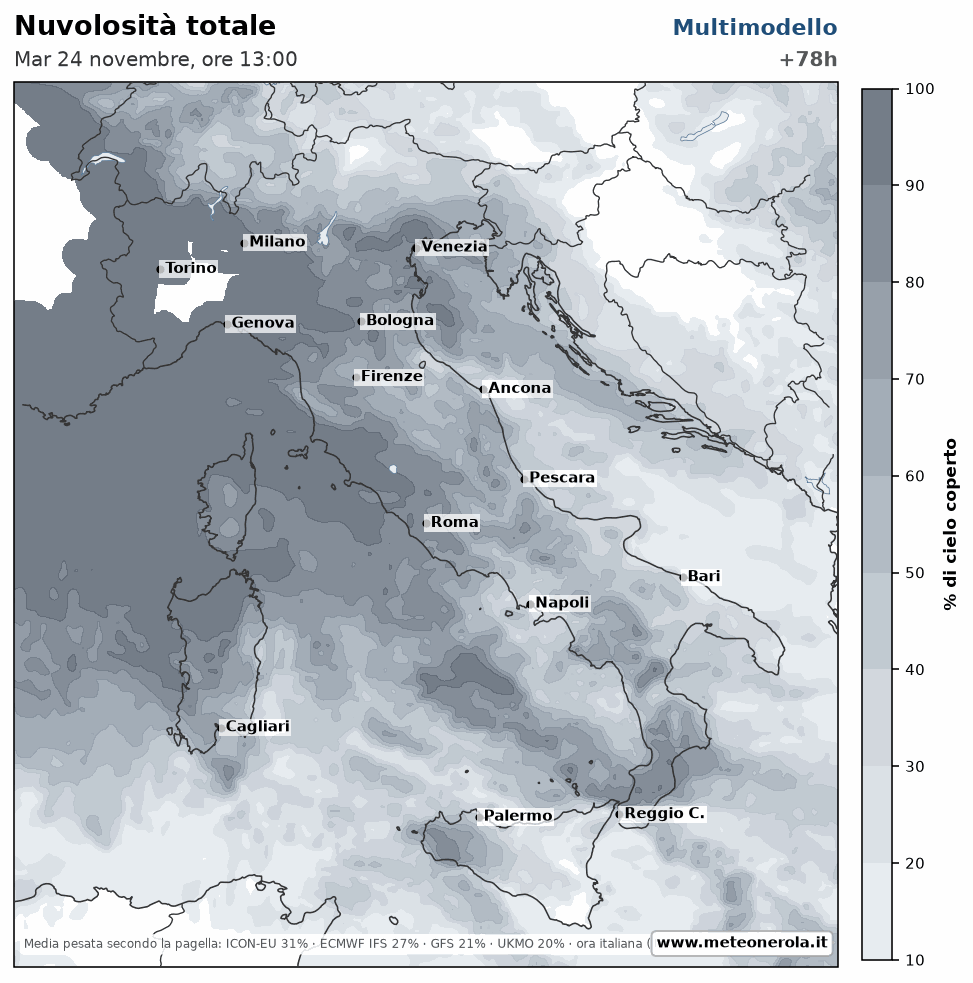 Nuvolosità totale
Multimodello
Mar 24 novembre, ore 13:00
+78h
Milano
Venezia
Torino
Genova
Bologna
Firenze
Ancona
Pescara
Roma
Bari
Napoli
Cagliari
Palermo
Reggio C.
Media pesata secondo la pagella: ICON-EU 31% · ECMWF IFS 27% · GFS 21% · UKMO 20% · ora italiana (
www.meteonerola.it
100
90
80
70
60
50
40
30
20
10
% di cielo coperto